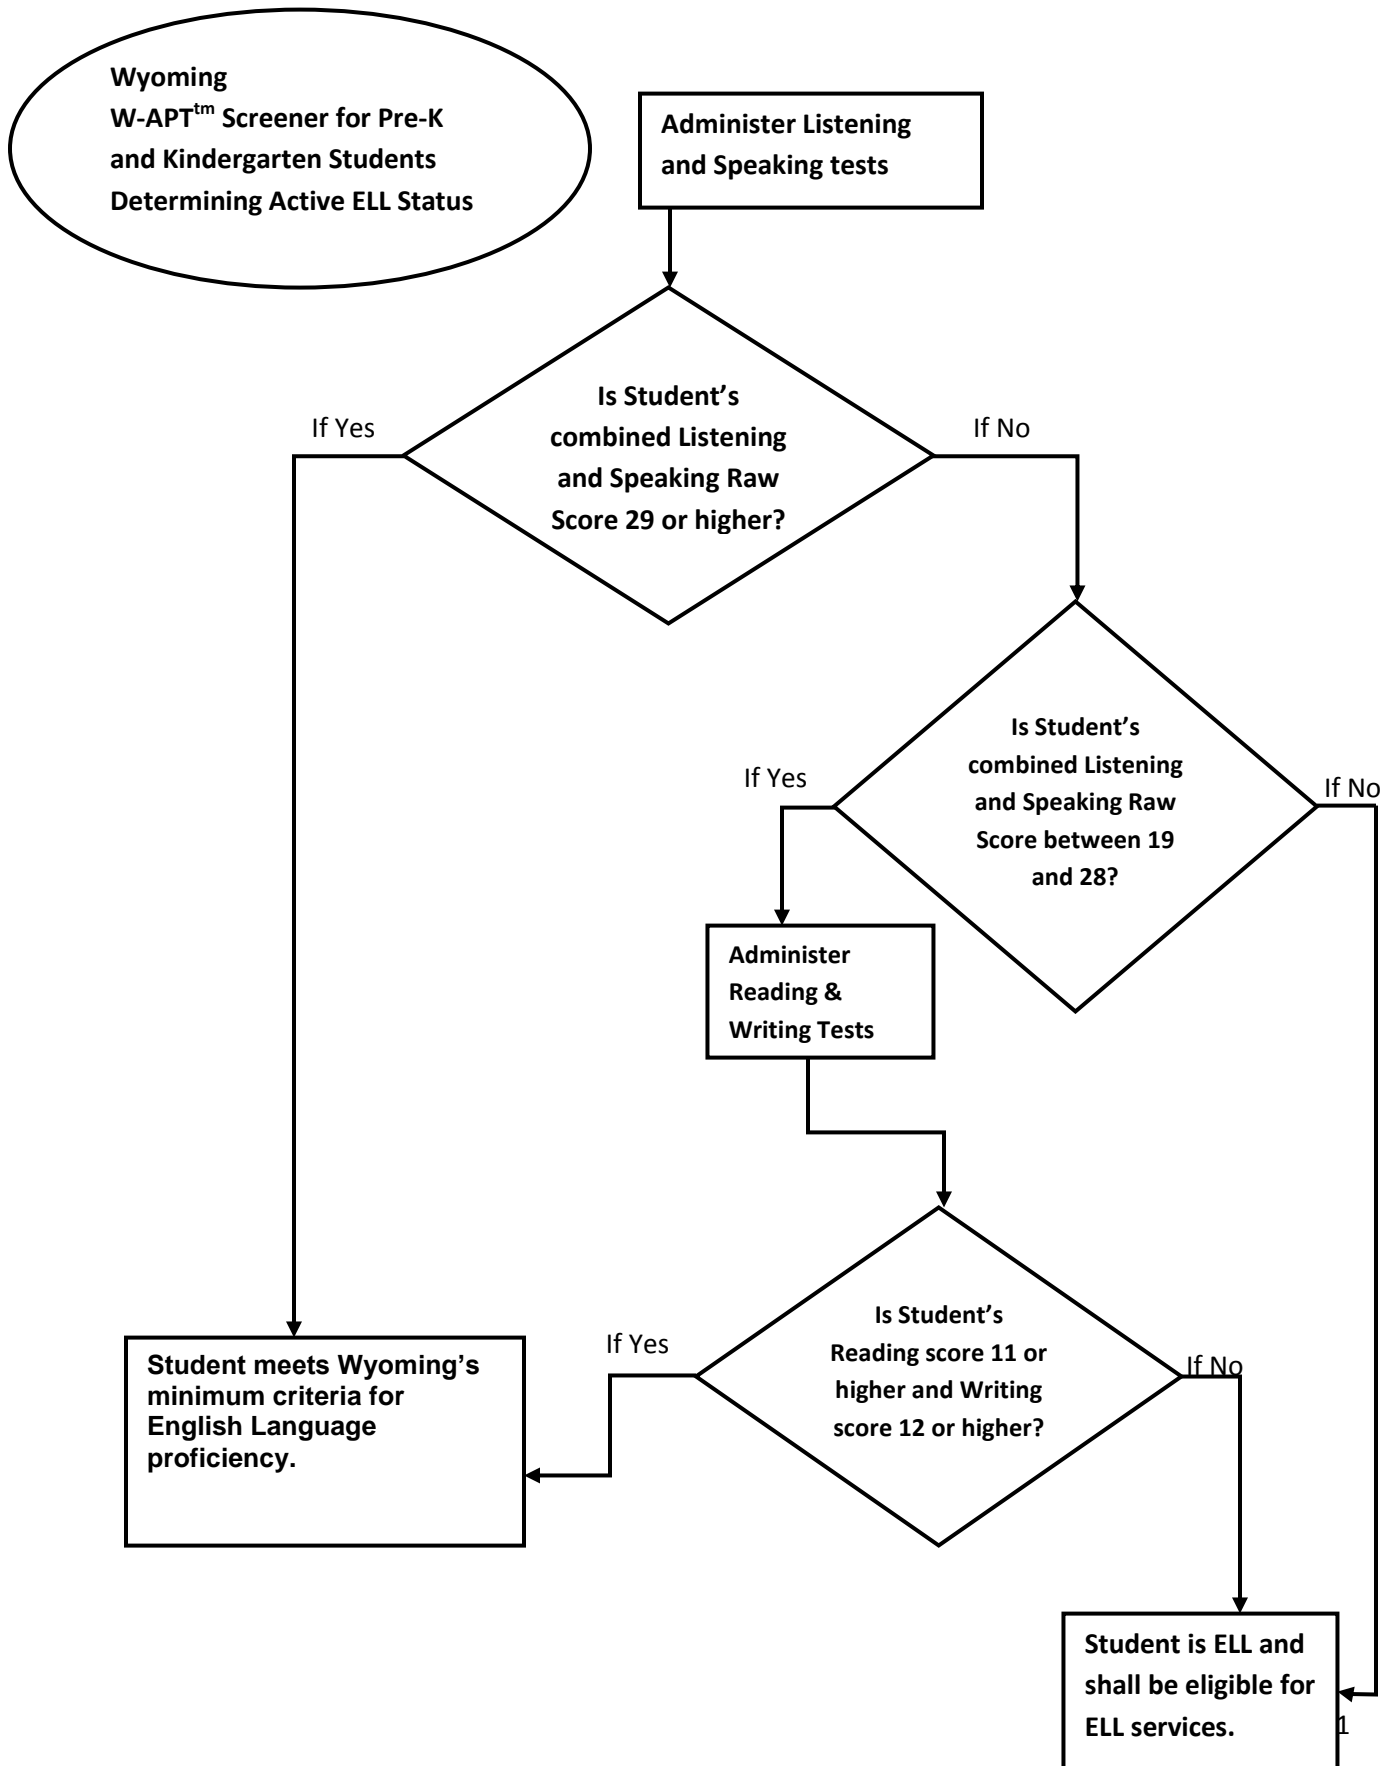 Wyoming
W-APTtm Screener for Pre-K
and Kindergarten Students
Determining Active ELL Status
Administer Listening
and Speaking tests
Is Student’s
combined Listening
and Speaking Raw
Score 29 or higher?
If Yes
If No
Is Student’s
combined Listening
and Speaking Raw
Score between 19
and 28?
If Yes
If No
Administer
Reading &
Writing Tests
Is Student’s
Reading score 11 or
higher and Writing
score 12 or higher?
If Yes
If No
Student meets Wyoming’s
minimum criteria for
English Language
proficiency.
Student is ELL and
shall be eligible for
ELL services.
1